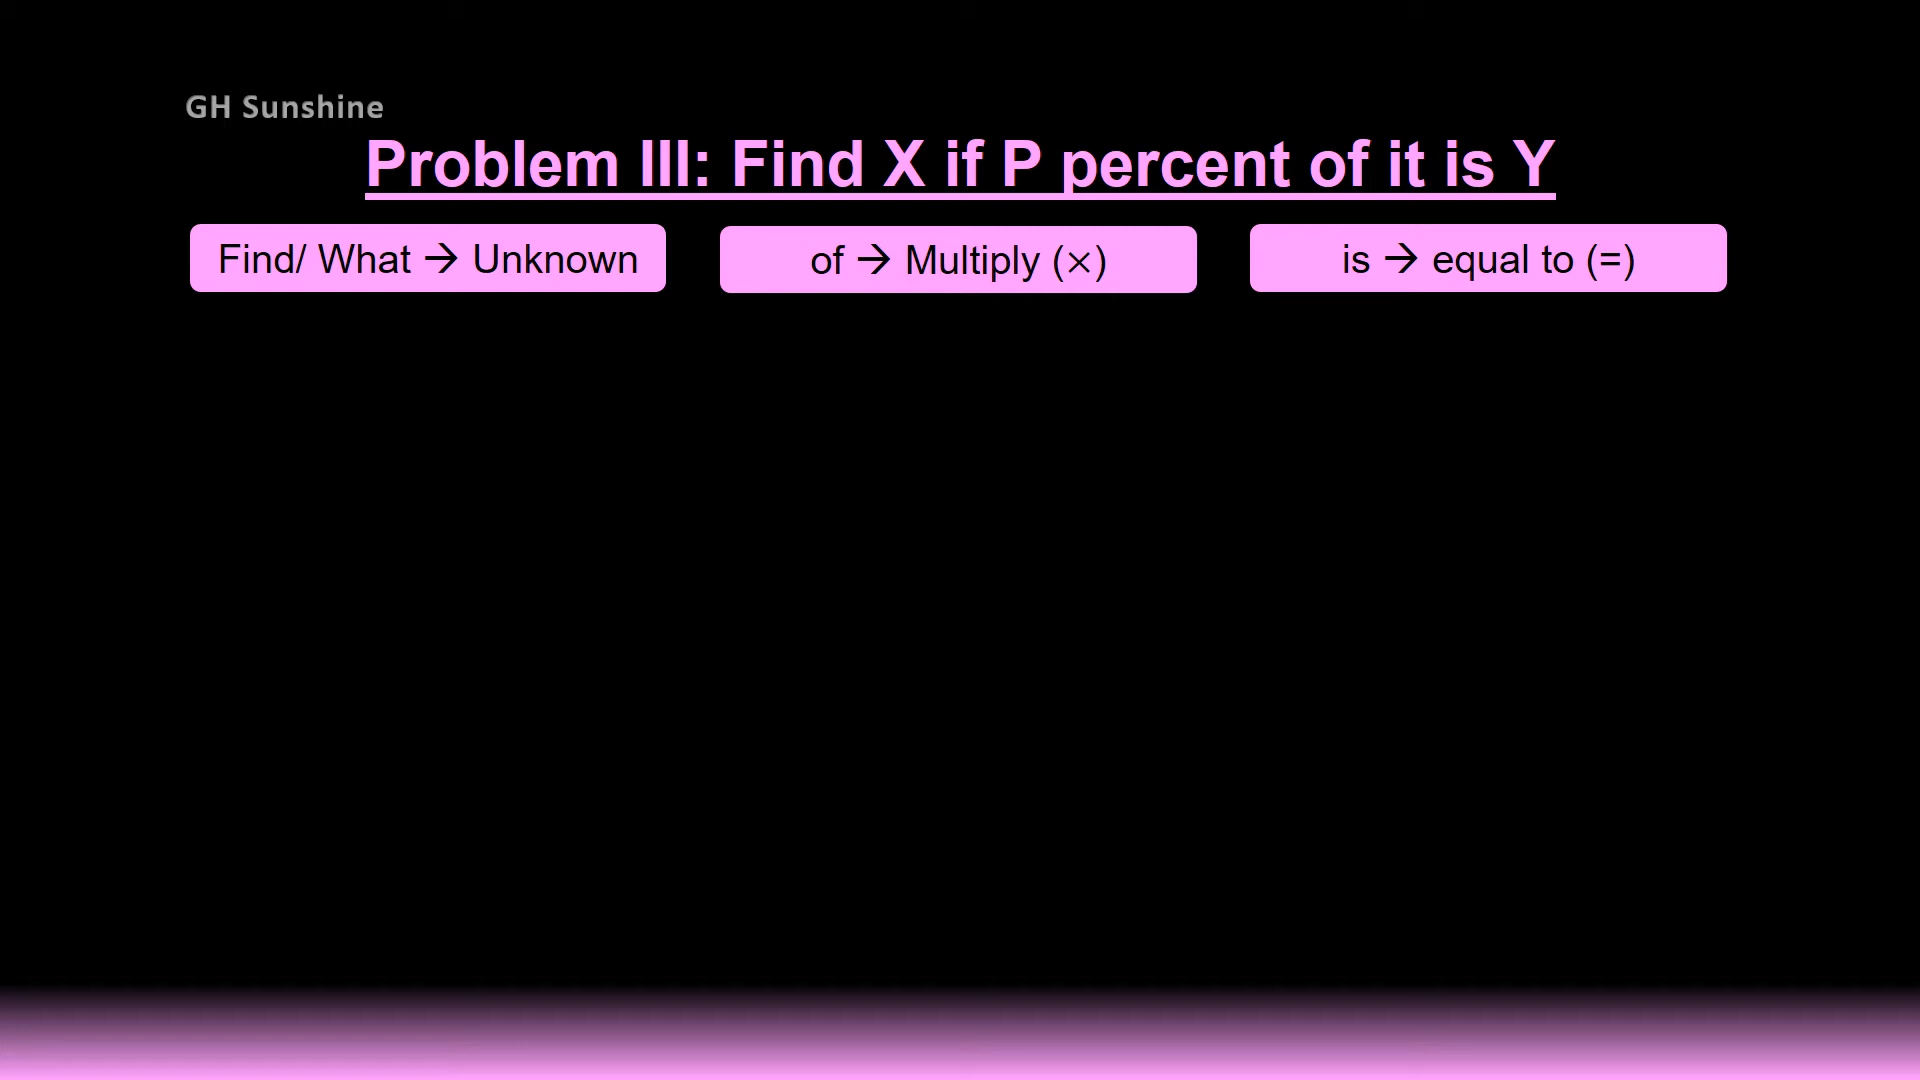 GH Sunshine
Problem III: Find X if P percent of it is Y
Find/ What → Unknown
of → Multiply (×)
is → equal to (=)